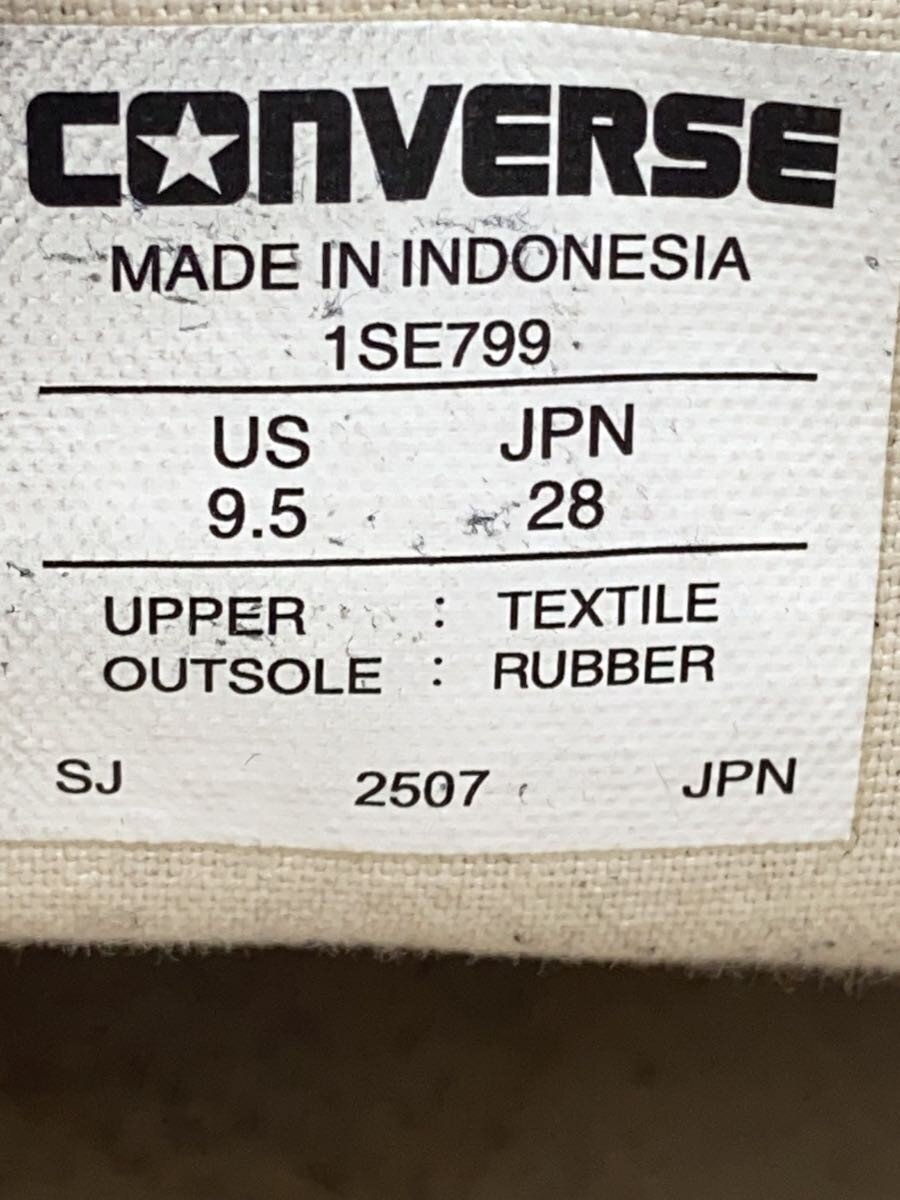 CONVERSE
MADE IN INDONESIA
1SE799
US JPN
9.5 28
UPPER : TEXTILE
OUTSOLE : RUBBER
SJ 2507 JPN